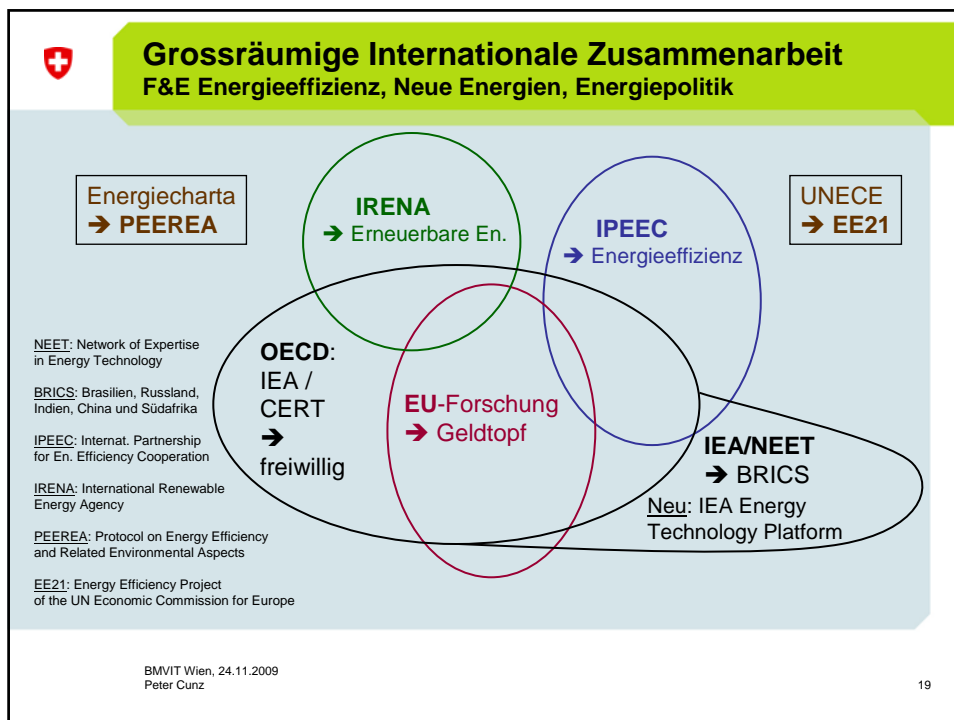 Grossräumige Internationale Zusammenarbeit
F&E Energieeffizienz, Neue Energien, Energiepolitik
Energiecharta
➔ PEEREA
IRENA
➔ Erneuerbare En.
IPEEC
➔ Energieeffizienz
UNECE
➔ EE21
NEET: Network of Expertise
in Energy Technology
BRICS: Brasilien, Russland,
Indien, China und Südafrika
IPEEC: Internat. Partnership
for En. Efficiency Cooperation
IRENA: International Renewable
Energy Agency
PEEREA: Protocol on Energy Efficiency
and Related Environmental Aspects
EE21: Energy Efficiency Project
of the UN Economic Commission for Europe
OECD:
IEA /
CERT
➔
freiwillig
EU-Forschung
➔ Geldtopf
IEA/NEET
➔ BRICS
Neu: IEA Energy
Technology Platform
BMVIT Wien, 24.11.2009
Peter Cunz
19